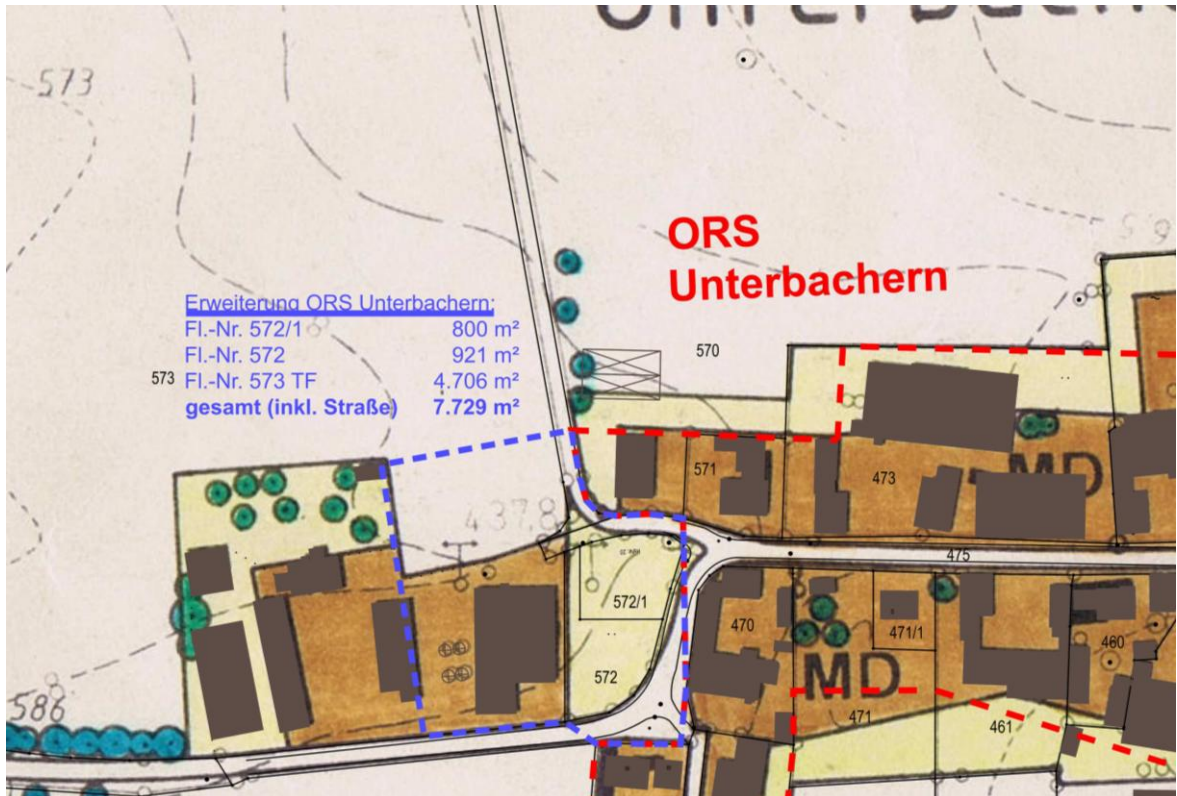 Unterbachern
573
ORS
Unterbachern
Erweiterung ORS Unterbachern:
Fl.-Nr. 572/1 800 m²
Fl.-Nr. 572 921 m²
573 Fl.-Nr. 573 TF 4.706 m²
gesamt (inkl. Straße) 7.729 m²
570
571
473
MD
437.8
475
572/1
470
471/1
460
572
MD
471
461
586